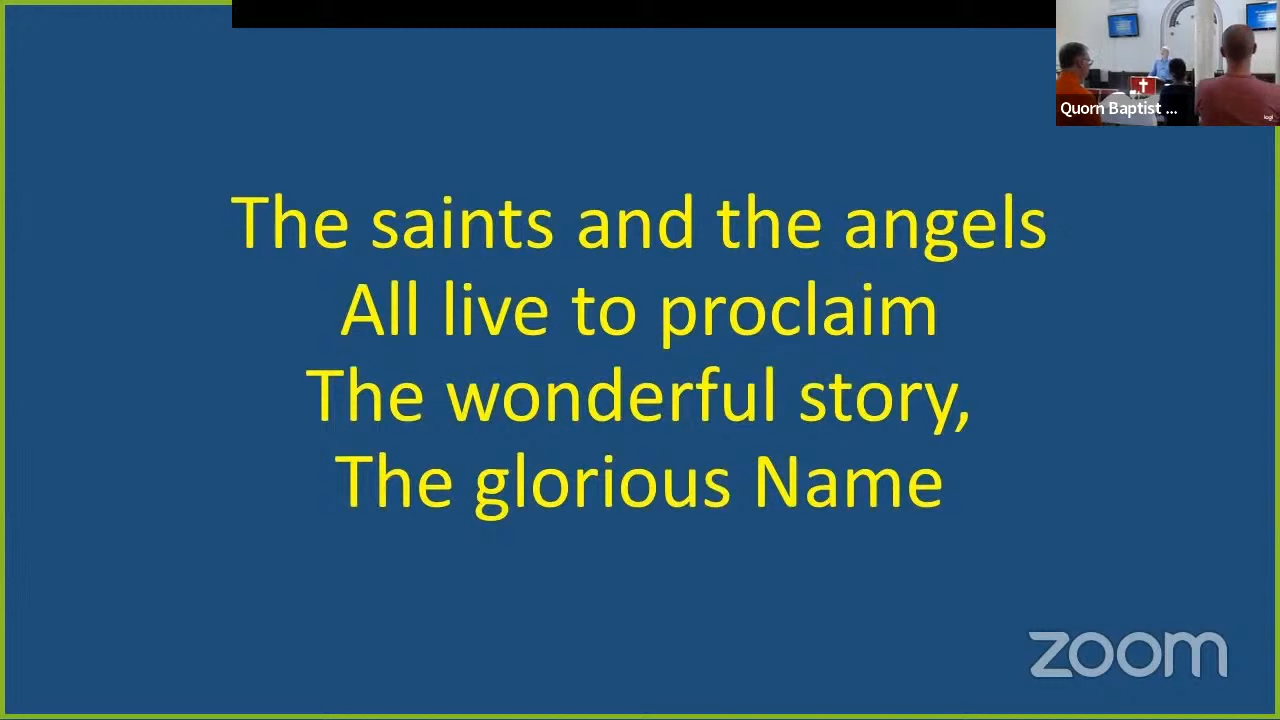 Quorn Baptist ...
The saints and the angels
All live to proclaim
The wonderful story,
The glorious Name
zoom